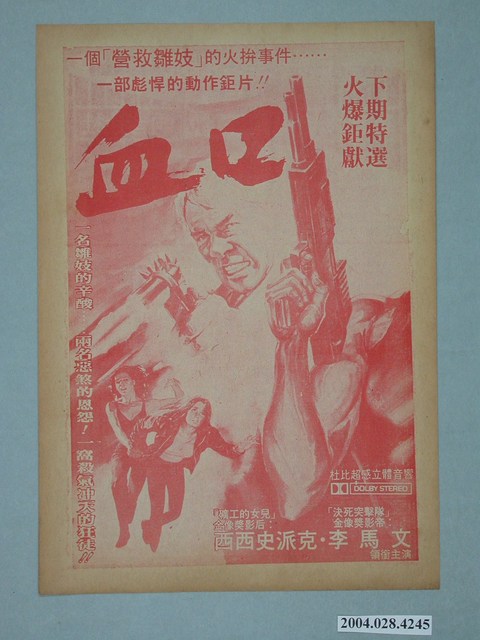 一個「營救雛妓」的火拚事件……
一部彪悍的動作鉅片!!
下期特選
火爆鉅獻
血口
一名雛妓的辛酸……兩名惡煞的恩怨！一窩殺氣沖天的狂徒!!
杜比超感立體音響
DOLBY STEREO
「礦工的女兒」
金像獎影后：
西西史派克・
「決死突擊隊」
金像獎影帝：
李馬文
領銜主演
2004.028.4245